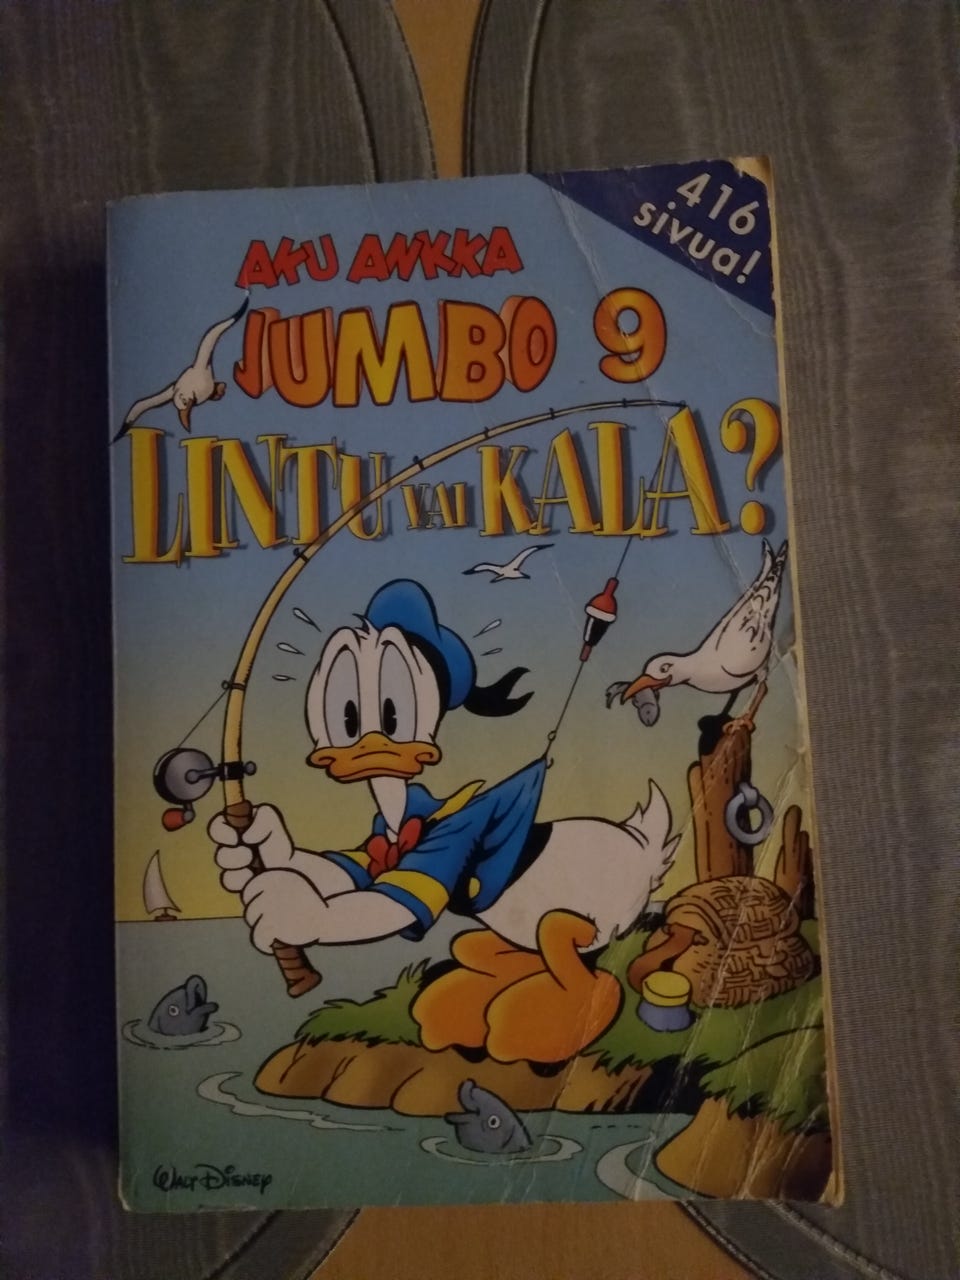 416
sivua!
AKU ANKKA
JUMBO 9
LINTU VAI KALA?
WALT DISNEY